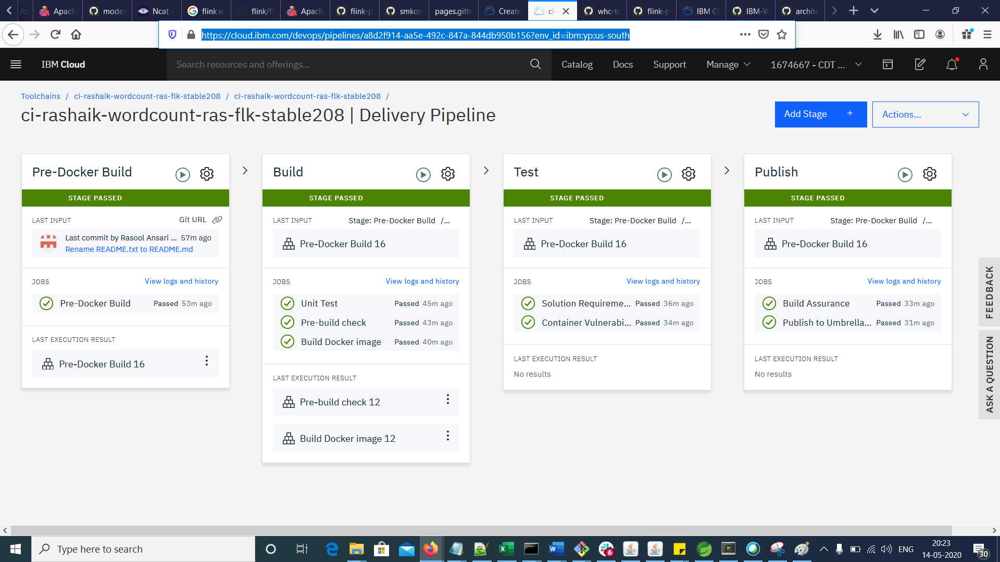 /d
Apach
moder
Ncat -
flink w
flink/fl
Apach
flink-p
smkon
pages.gith
Create
ci-r
whc-to
flink-p
IBM Cl
IBM-W
archite
https://cloud.ibm.com/devops/pipelines/a8d2f914-aa5e-492c-847a-844db950b156?env_id=ibm:yp:us-south
IBM Cloud
Search resources and offerings...
Catalog
Docs
Support
Manage
1674667 - CDT ...
Toolchains / ci-rashaik-wordcount-ras-flk-stable208 / ci-rashaik-wordcount-ras-flk-stable208 /
ci-rashaik-wordcount-ras-flk-stable208 | Delivery Pipeline
Add Stage +
Actions...
Pre-Docker Build
STAGE PASSED
LAST INPUT Git URL
Last commit by Rasool Ansari ... 57m ago
Rename README.txt to README.md
JOBS View logs and history
Pre-Docker Build Passed 53m ago
LAST EXECUTION RESULT
Pre-Docker Build 16
Build
STAGE PASSED
LAST INPUT Stage: Pre-Docker Build /...
Pre-Docker Build 16
JOBS View logs and history
Unit Test Passed 45m ago
Pre-build check Passed 43m ago
Build Docker image Passed 40m ago
LAST EXECUTION RESULT
Pre-build check 12
Build Docker image 12
Test
STAGE PASSED
LAST INPUT Stage: Pre-Docker Build /...
Pre-Docker Build 16
JOBS View logs and history
Solution Requireme... Passed 36m ago
Container Vulnerabi... Passed 34m ago
LAST EXECUTION RESULT
No results
Publish
STAGE PASSED
LAST INPUT Stage: Pre-Docker Build /...
Pre-Docker Build 16
JOBS View logs and history
Build Assurance Passed 33m ago
Publish to Umbrella... Passed 31m ago
LAST EXECUTION RESULT
No results
FEEDBACK
ASK A QUESTION
Type here to search
6
ENG
20:23
14-05-2020
30